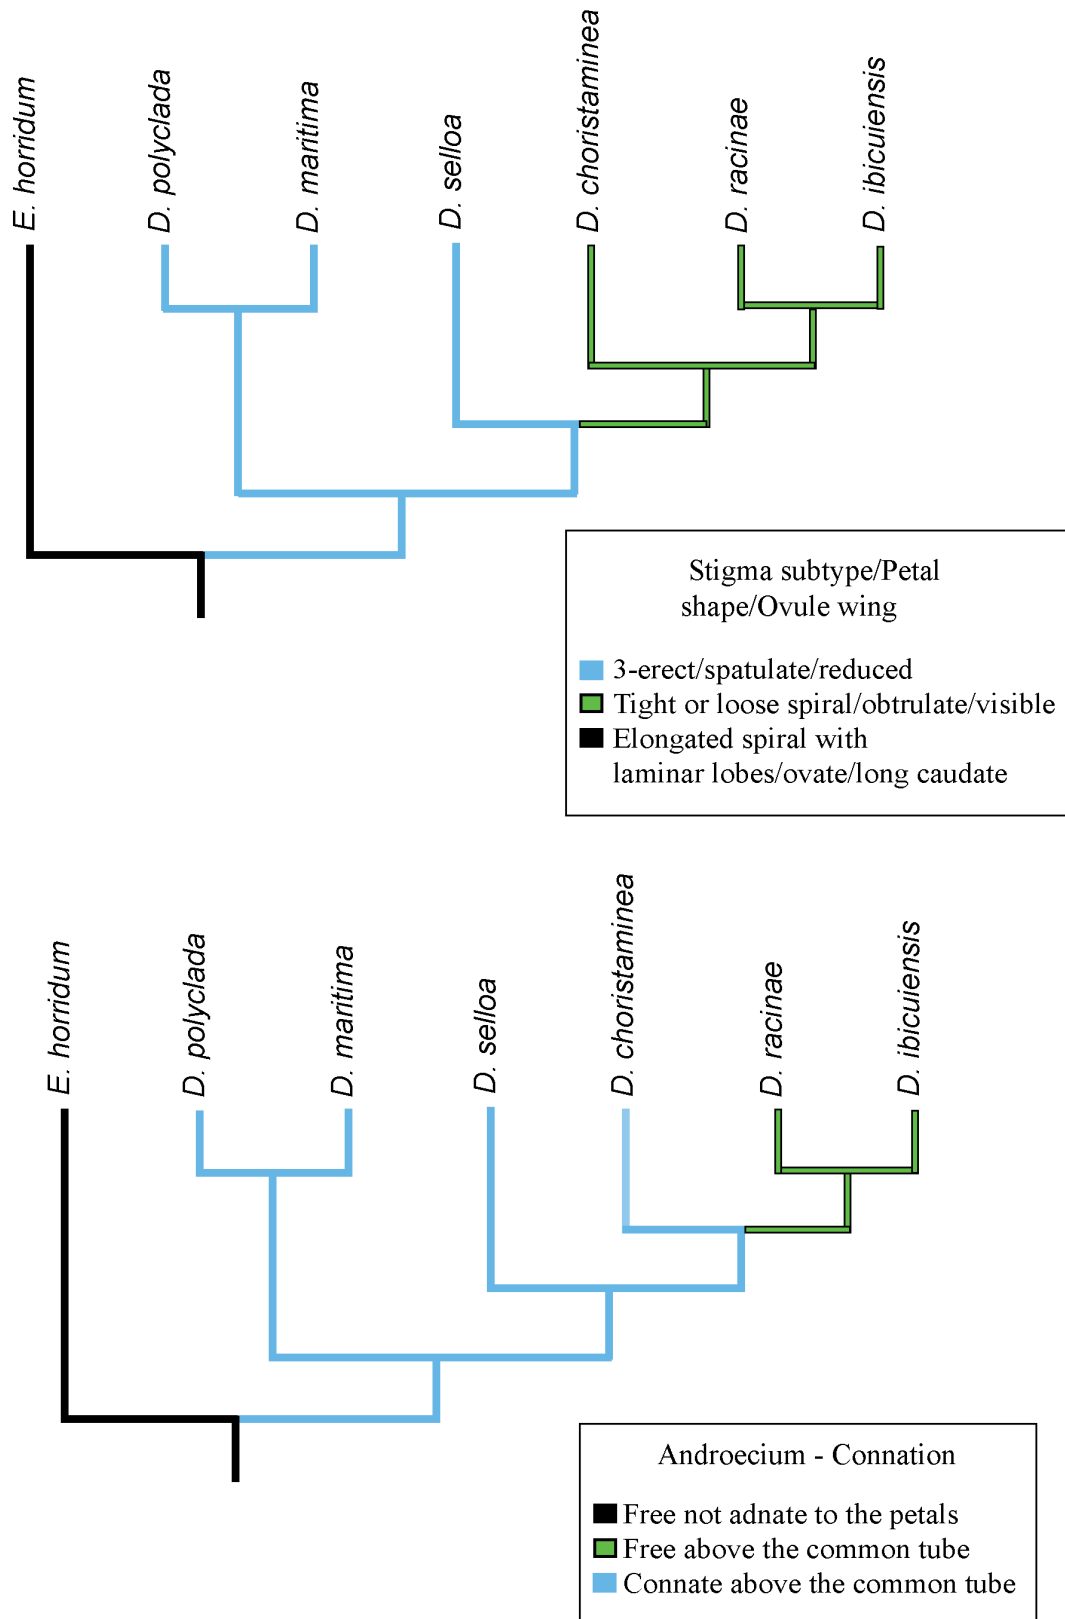 E. horridum
D. polyclada
D. maritima
D. selloa
D. choristaminea
D. racinae
D. ibicuiensis
Stigma subtype/Petal
shape/Ovule wing
3-erect/spatulate/reduced
Tight or loose spiral/obtrulate/visible
Elongated spiral with
laminar lobes/ovate/long caudate
E. horridum
D. polyclada
D. maritima
D. selloa
D. choristaminea
D. racinae
D. ibicuiensis
Androecium - Connation
Free not adnate to the petals
Free above the common tube
Connate above the common tube